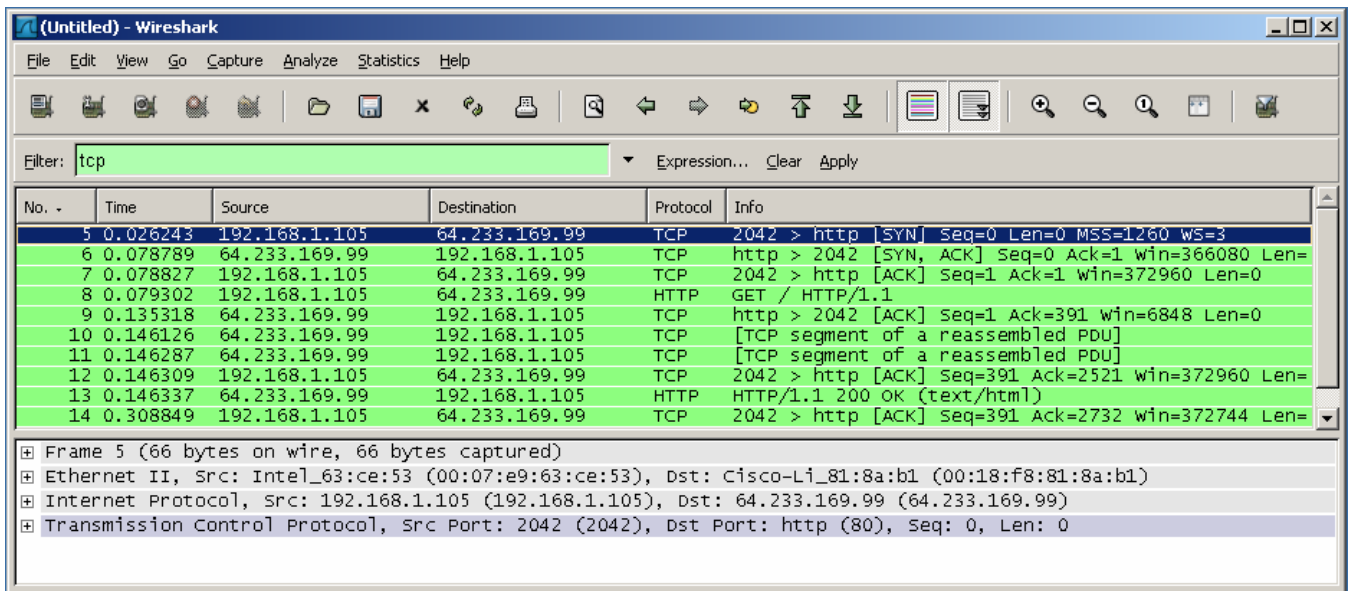 (Untitled) - Wireshark
File Edit View Go Capture Analyze Statistics Help
Filter: tcp Expression... Clear Apply
No. Time Source Destination Protocol Info
5 0.026243 192.168.1.105 64.233.169.99 TCP 2042 > http [SYN] Seq=0 Len=0 MSS=1260 WS=3
6 0.078789 64.233.169.99 192.168.1.105 TCP http > 2042 [SYN, ACK] Seq=0 Ack=1 Win=366080 Len=
7 0.078827 192.168.1.105 64.233.169.99 TCP 2042 > http [ACK] Seq=1 Ack=1 Win=372960 Len=0
8 0.079302 192.168.1.105 64.233.169.99 HTTP GET / HTTP/1.1
9 0.135318 64.233.169.99 192.168.1.105 TCP http > 2042 [ACK] Seq=1 Ack=391 Win=6848 Len=0
10 0.146126 64.233.169.99 192.168.1.105 TCP [TCP segment of a reassembled PDU]
11 0.146287 64.233.169.99 192.168.1.105 TCP [TCP segment of a reassembled PDU]
12 0.146309 192.168.1.105 64.233.169.99 TCP 2042 > http [ACK] Seq=391 Ack=2521 Win=372960 Len=
13 0.146337 64.233.169.99 192.168.1.105 HTTP HTTP/1.1 200 OK (text/html)
14 0.308849 192.168.1.105 64.233.169.99 TCP 2042 > http [ACK] Seq=391 Ack=2732 Win=372744 Len=
Frame 5 (66 bytes on wire, 66 bytes captured)
Ethernet II, Src: Intel_63:ce:53 (00:07:e9:63:ce:53), Dst: Cisco-Li_81:8a:b1 (00:18:f8:81:8a:b1)
Internet Protocol, Src: 192.168.1.105 (192.168.1.105), Dst: 64.233.169.99 (64.233.169.99)
Transmission Control Protocol, Src Port: 2042 (2042), Dst Port: http (80), Seq: 0, Len: 0